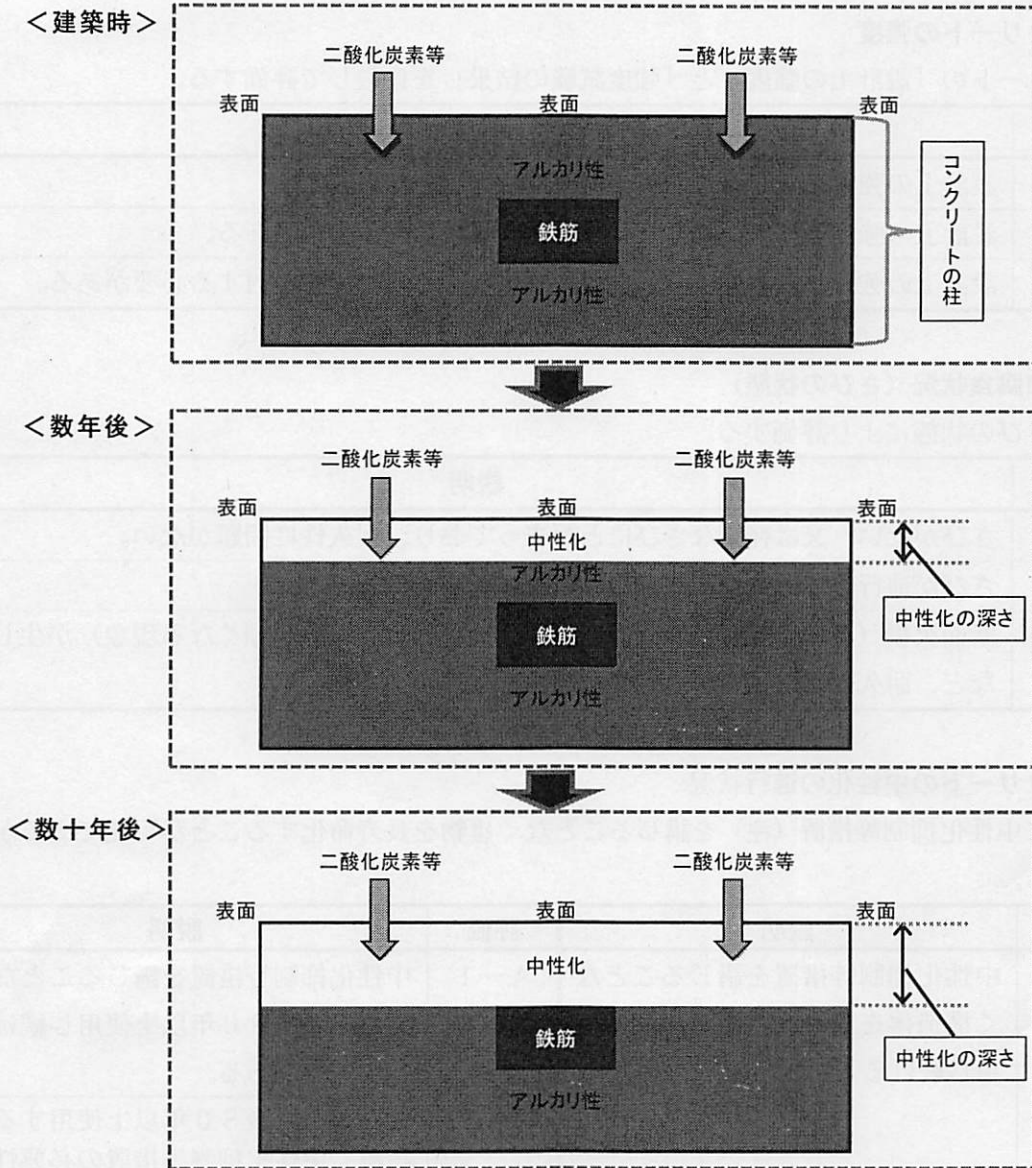 ＜建築時＞
二酸化炭素等 二酸化炭素等
表面 表面 表面
アルカリ性
鉄筋
アルカリ性
コンクリートの柱
＜数年後＞
二酸化炭素等 二酸化炭素等
表面 表面 表面
中性化
アルカリ性
鉄筋
アルカリ性
中性化の深さ
＜数十年後＞
二酸化炭素等 二酸化炭素等
表面 表面 表面
中性化
鉄筋
アルカリ性
中性化の深さ